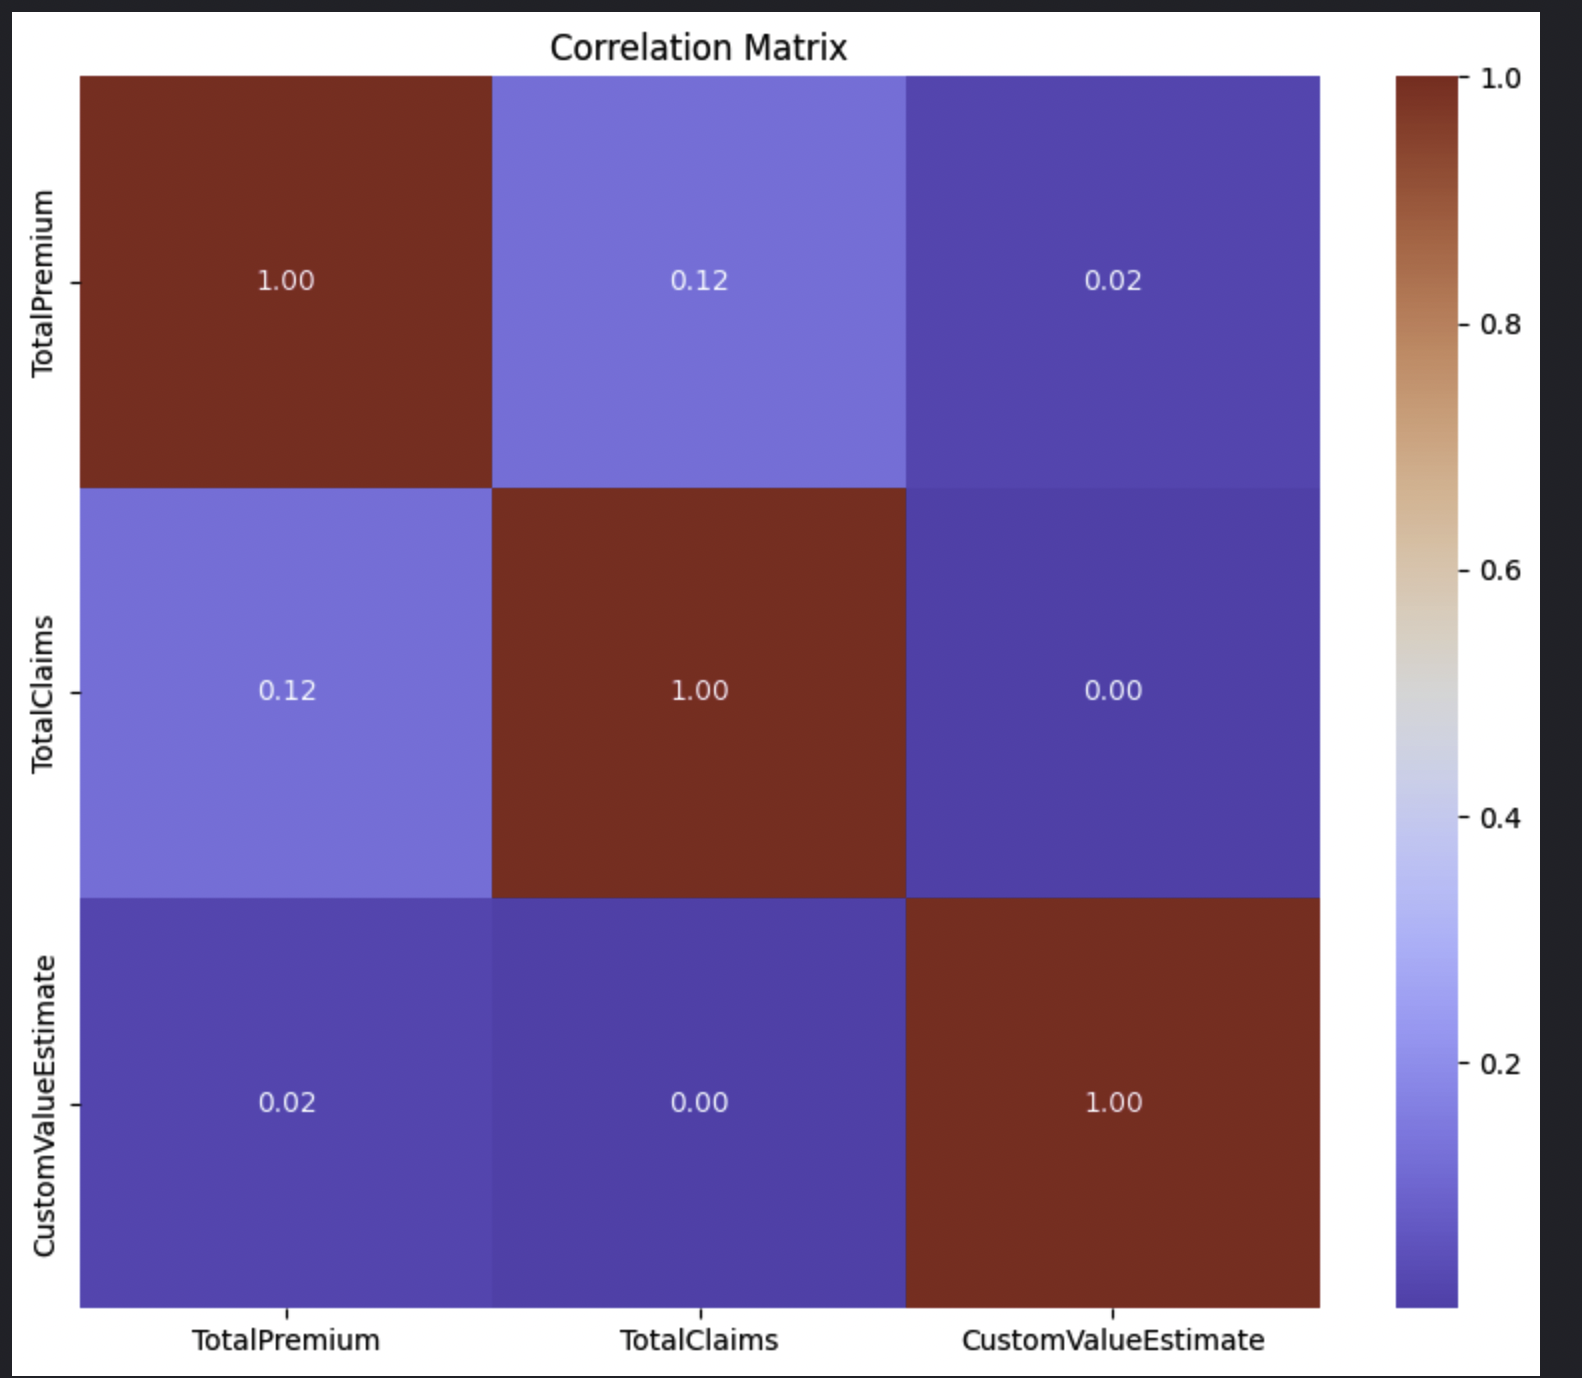 Correlation Matrix
TotalPremium
1.00
0.12
0.02
TotalClaims
0.12
1.00
0.00
CustomValueEstimate
0.02
0.00
1.00
TotalPremium
TotalClaims
CustomValueEstimate
1.0
0.8
0.6
0.4
0.2